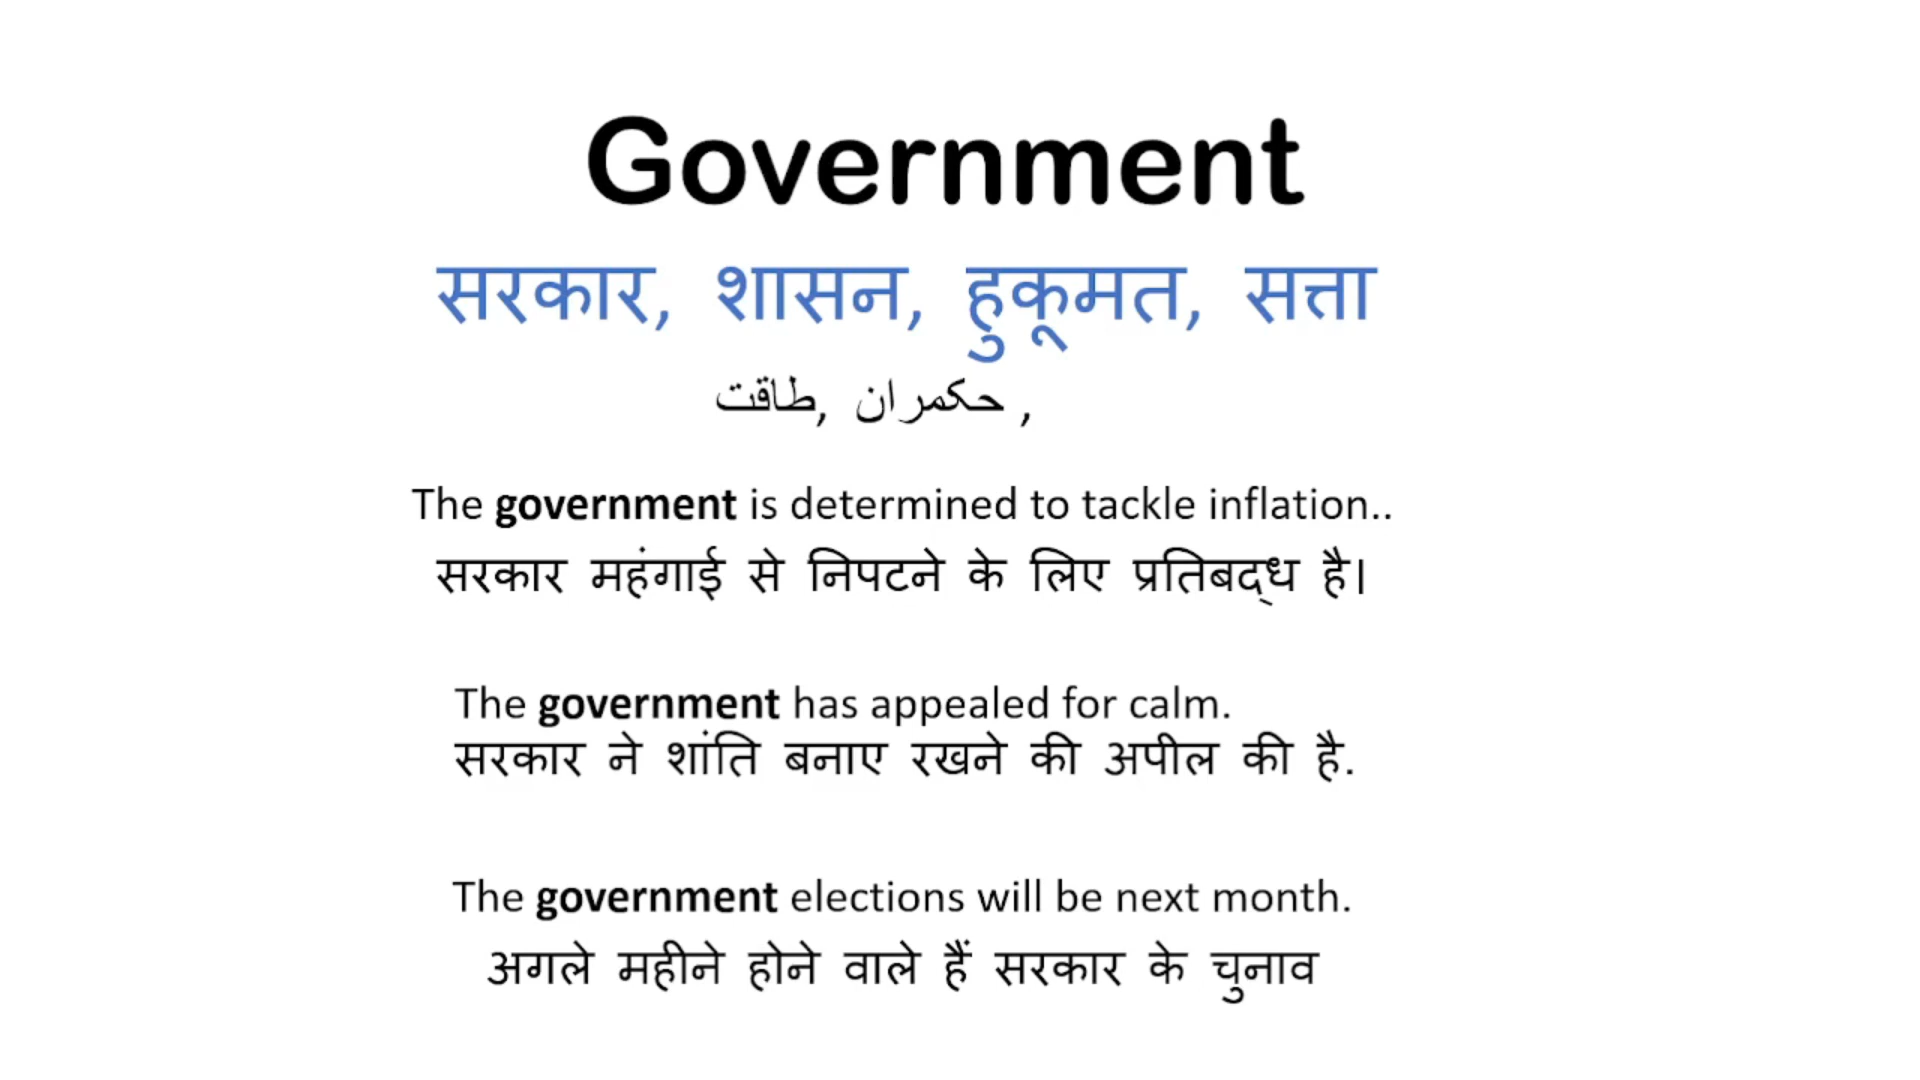 Government
सरकार, शासन, हुकूमत, सत्ता
طاقت, حکمران ,
The government is determined to tackle inflation..
सरकार महंगाई से निपटने के लिए प्रतिबद्ध है।
The government has appealed for calm.
सरकार ने शांति बनाए रखने की अपील की है.
The government elections will be next month.
अगले महीने होने वाले हैं सरकार के चुनाव